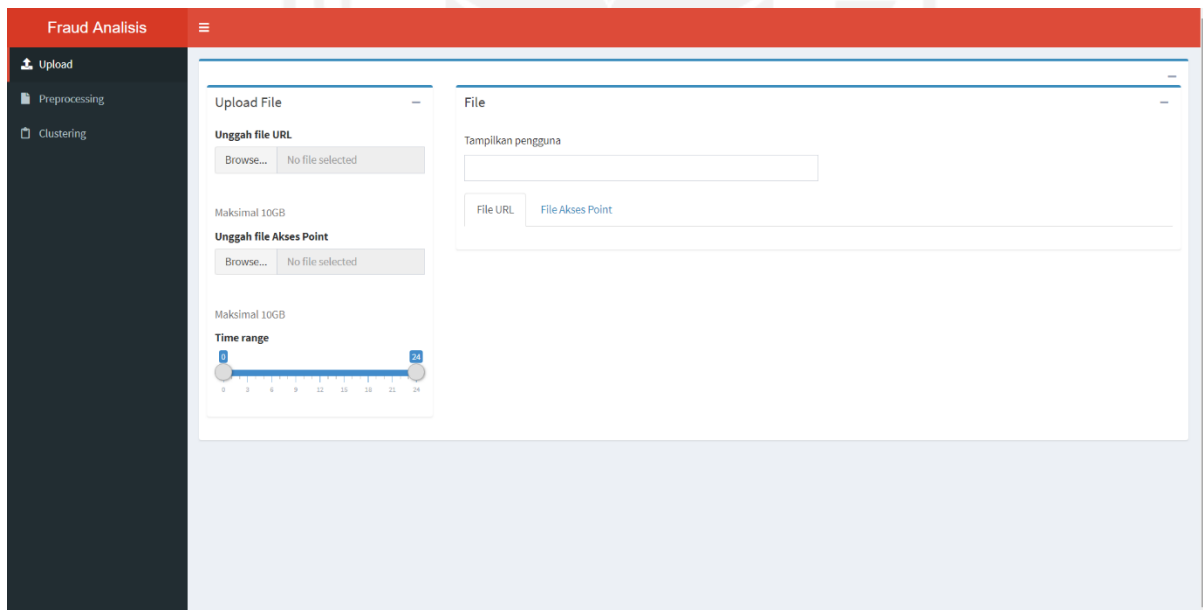 Fraud Analisis
Upload
Preprocessing
Clustering
Upload File
Unggah file URL
Browse... No file selected
Maksimal 10GB
Unggah file Akses Point
Browse... No file selected
Maksimal 10GB
Time range
0 24
0 3 6 9 12 15 18 21 24
File
Tampilkan pengguna
File URL File Akses Point